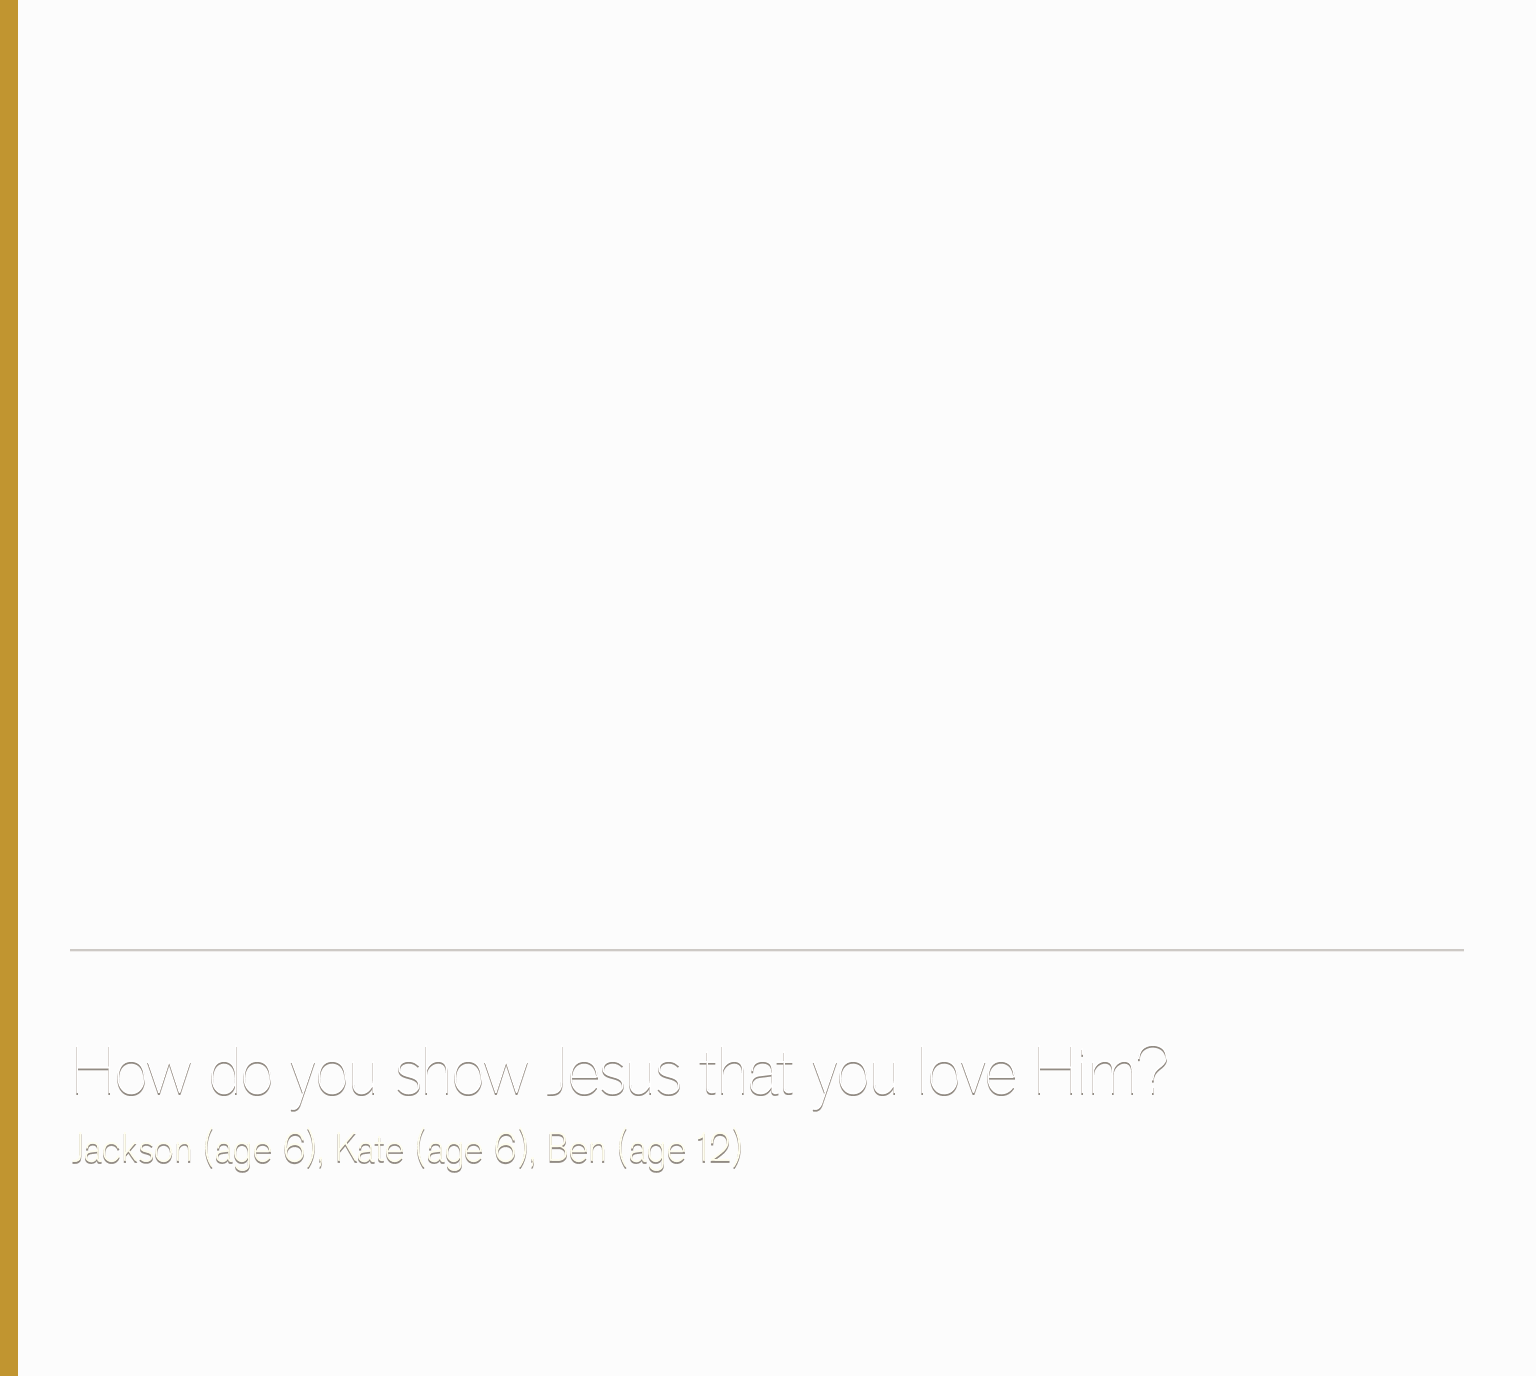 How do you show Jesus that you love Him?
Jackson (age 6), Kate (age 6), Ben (age 12)